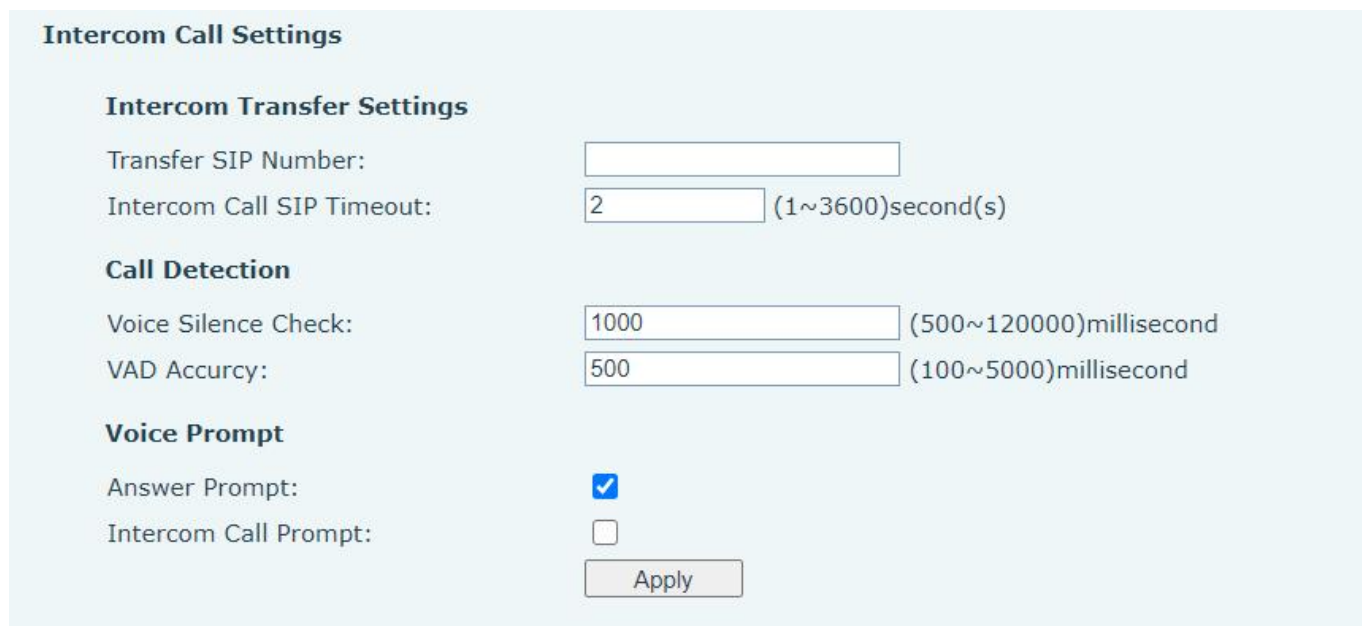 Intercom Call Settings
Intercom Transfer Settings
Transfer SIP Number:
Intercom Call SIP Timeout: 2 (1~3600)second(s)
Call Detection
Voice Silence Check: 1000 (500~120000)millisecond
VAD Accurcy: 500 (100~5000)millisecond
Voice Prompt
Answer Prompt:
Intercom Call Prompt:
Apply